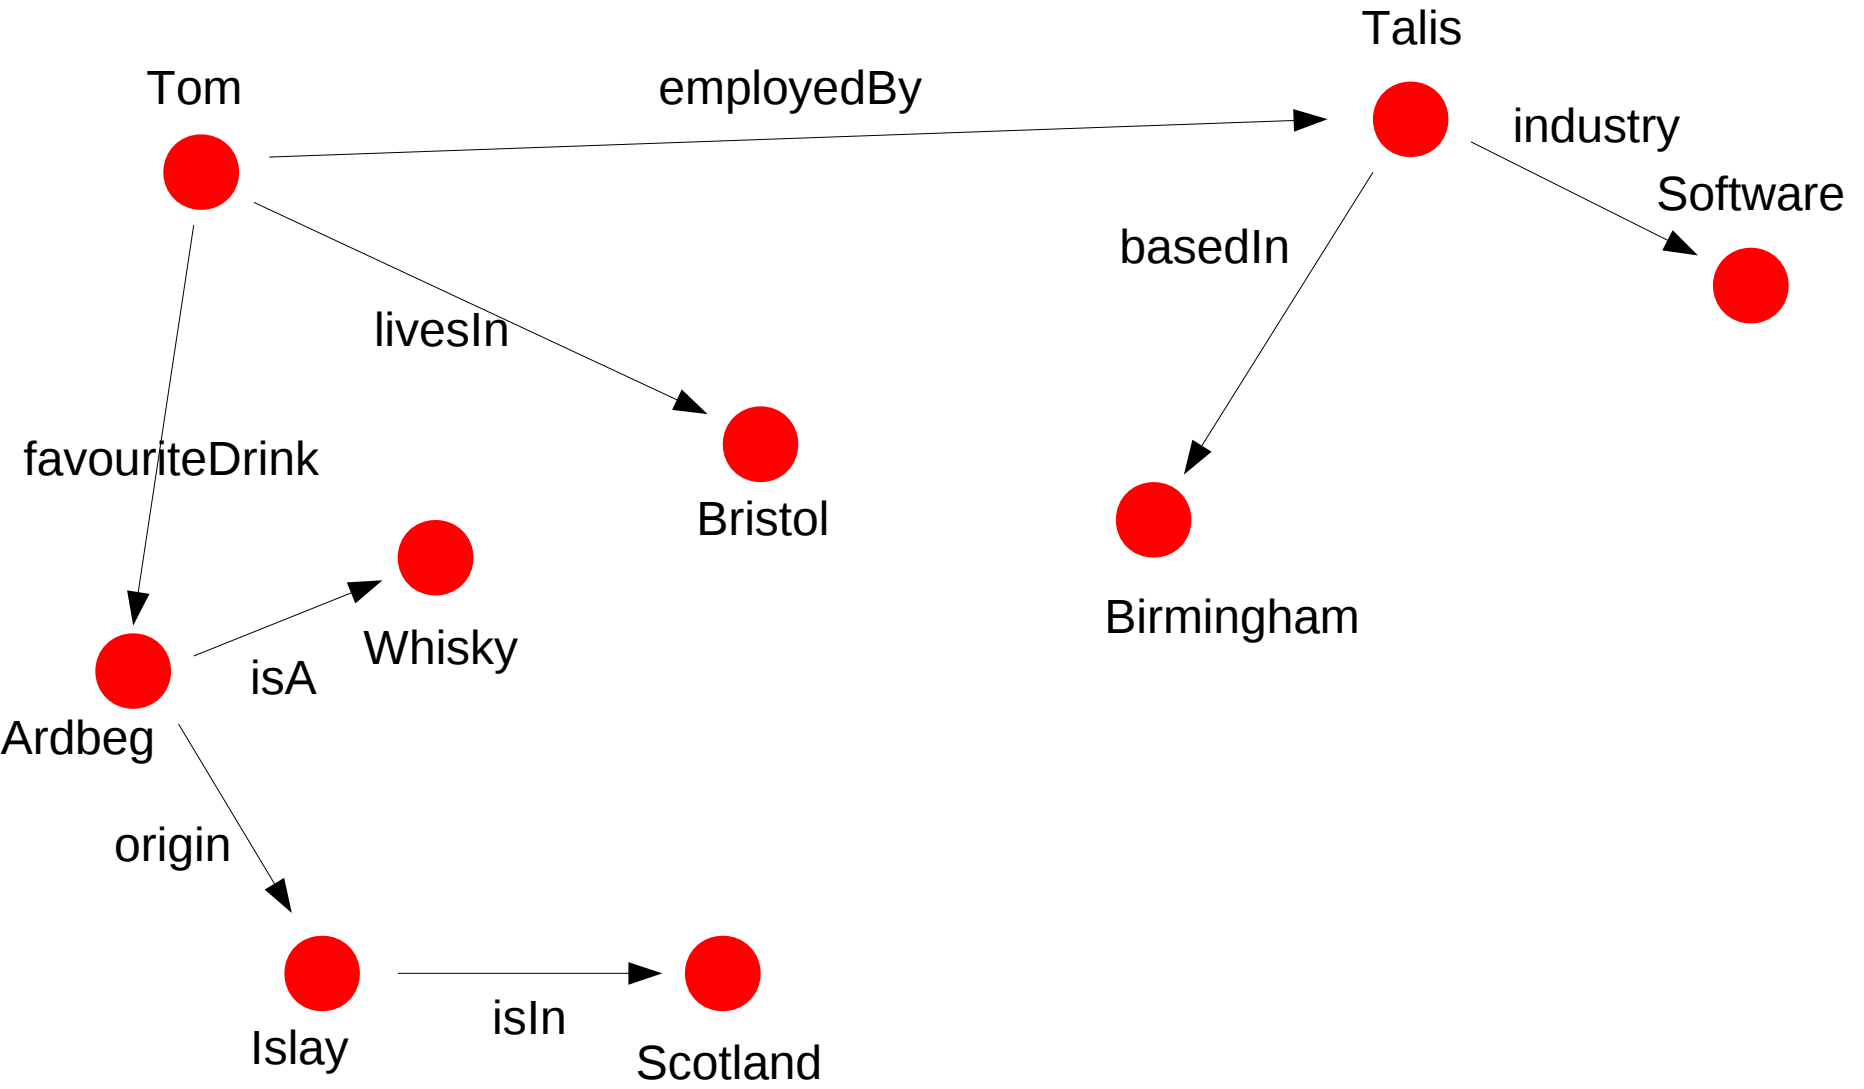 Talis
Tom
employedBy
industry
Software
basedIn
livesIn
favouriteDrink
Bristol
Birmingham
Whisky
isA
Ardbeg
origin
isIn
Islay
Scotland